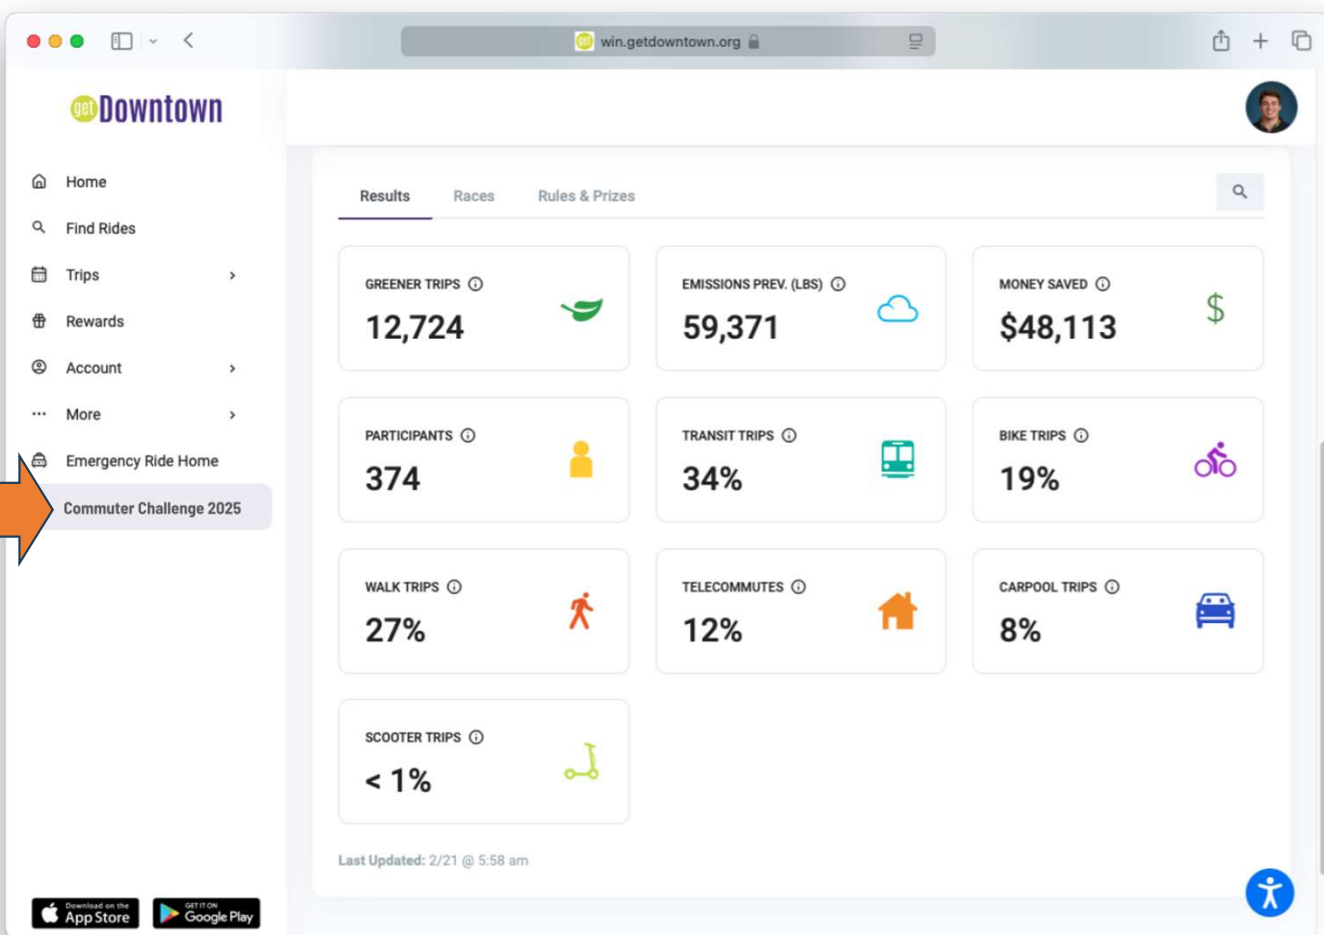 win.getdowntown.org
get Downtown
Home
Find Rides
Trips
Rewards
Account
More
Emergency Ride Home
Commuter Challenge 2025
Download on the
App Store
GET IT ON
Google Play
Results Races Rules & Prizes
GREENER TRIPS
12,724
EMISSIONS PREV. (LBS)
59,371
MONEY SAVED
$48,113
$
PARTICIPANTS
374
TRANSIT TRIPS
34%
BIKE TRIPS
19%
WALK TRIPS
27%
TELECOMMUTES
12%
CARPOOL TRIPS
8%
SCOOTER TRIPS
< 1%
Last Updated: 2/21 @ 5:58 am